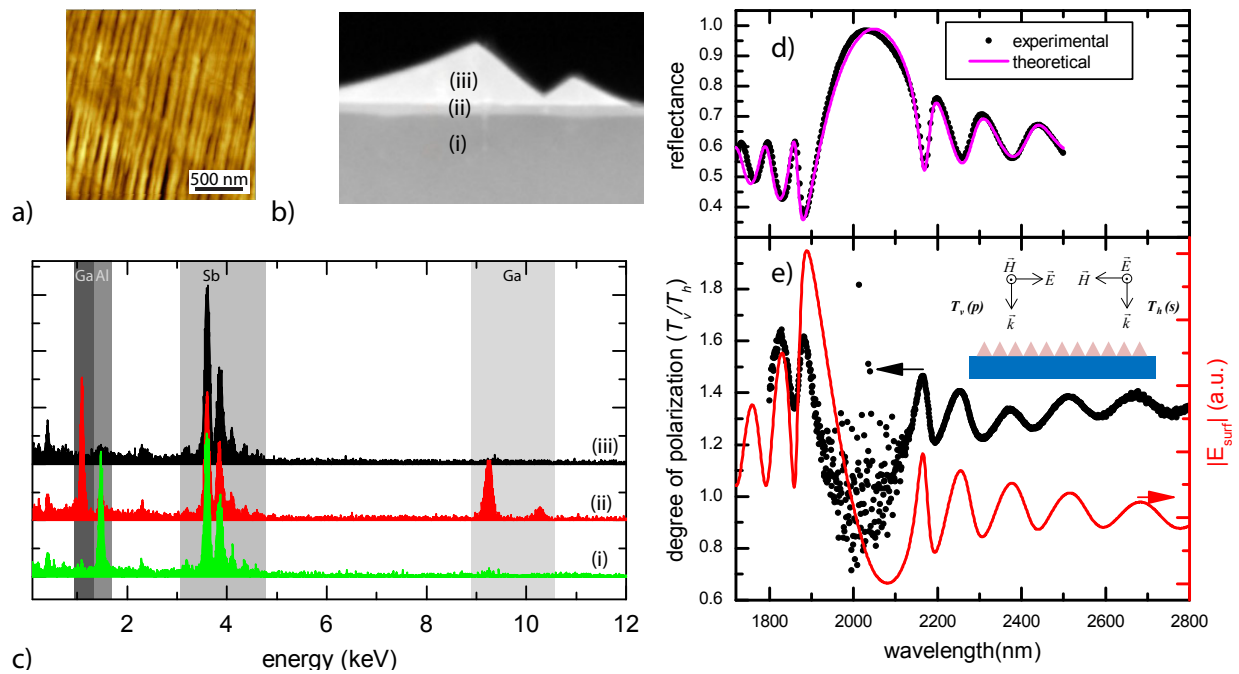 500 nm
a)
b)
(iii)
(ii)
(i)
Ga
Al
Sb
Ga
(iii)
(ii)
(i)
2 4 6 8 10 12
energy (keV)
c)
d)
experimental
theoretical
1.0
0.9
0.8
0.7
0.6
0.5
0.4
reflectance
e)
H E k
H E k
T_v (p)
T_h (s)
1.8
1.6
1.4
1.2
1.0
0.8
0.6
degree of polarization (T_v/T_h)
|E_surf| (a.u.)
1800 2000 2200 2400 2600 2800
wavelength(nm)